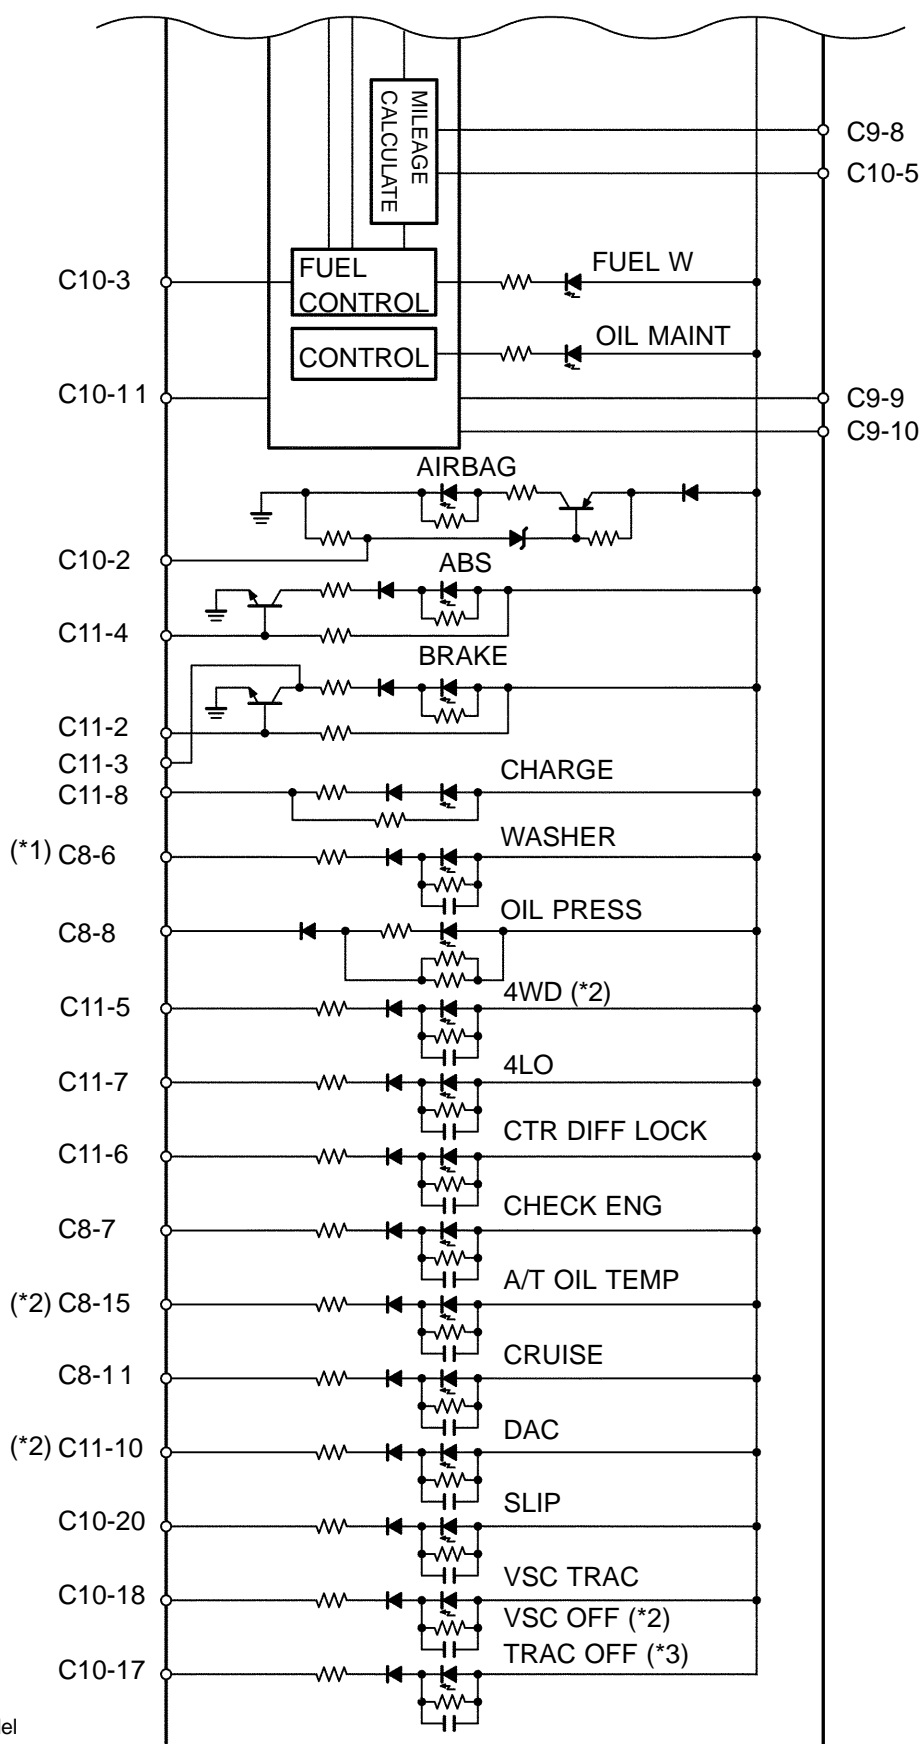 MILEAGE
CALCULATE
C9-8
C10-5
C10-3
FUEL
CONTROL
FUEL W
CONTROL
OIL MAINT
C10-11
C9-9
C9-10
AIRBAG
C10-2
ABS
C11-4
BRAKE
C11-2
C11-3
CHARGE
C11-8
WASHER
(*1) C8-6
OIL PRESS
C8-8
4WD (*2)
C11-5
4LO
C11-7
CTR DIFF LOCK
C11-6
CHECK ENG
C8-7
A/T OIL TEMP
(*2) C8-15
CRUISE
C8-11
DAC
(*2) C11-10
SLIP
C10-20
VSC TRAC
C10-18
VSC OFF (*2)
TRAC OFF (*3)
C10-17